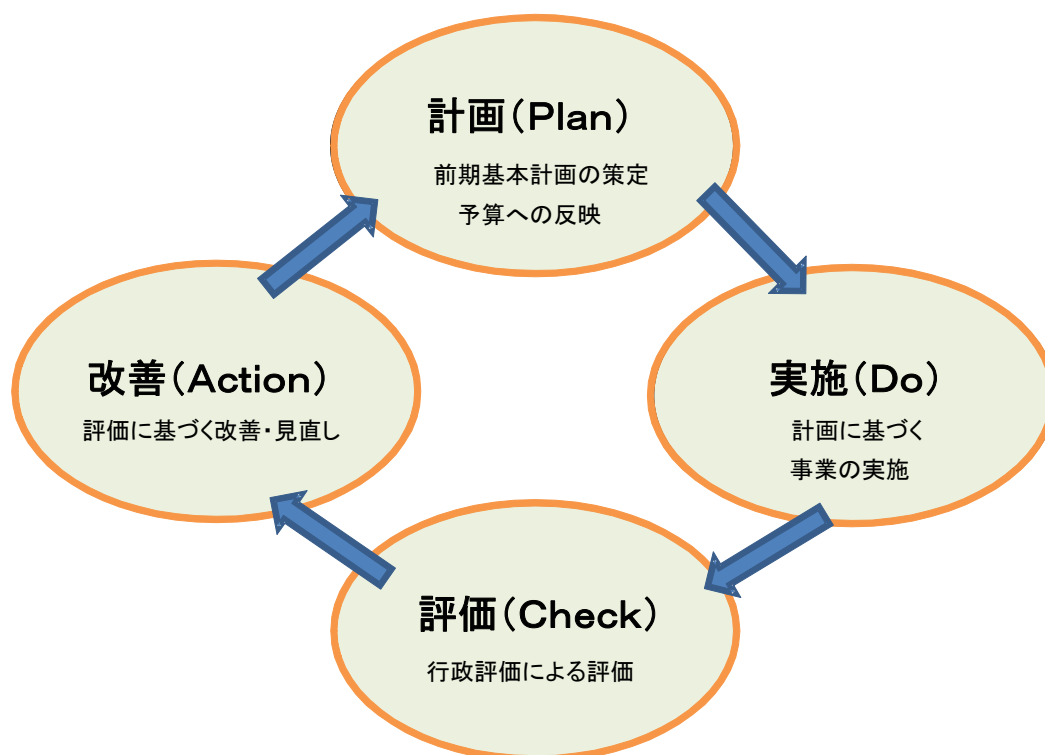 計画(Plan)
前期基本計画の策定
予算への反映
改善(Action)
評価に基づく改善・見直し
実施(Do)
計画に基づく
事業の実施
評価(Check)
行政評価による評価